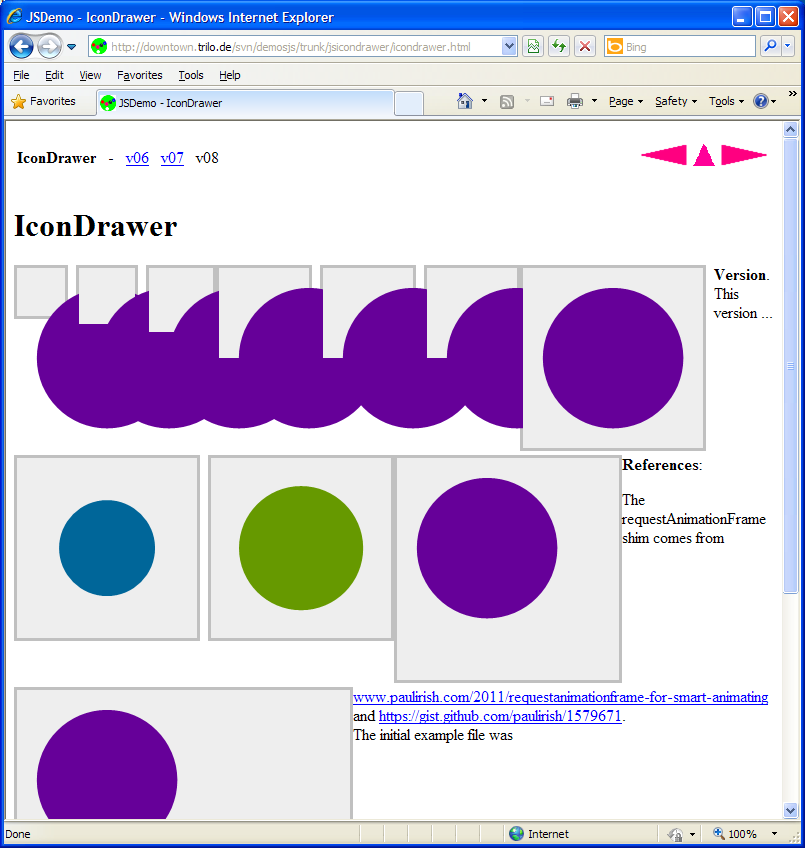 JSDemo - IconDrawer - Windows Internet Explorer
http://downtown.trilo.de/svn/demosjs/trunk/jsicondrawer/icondrawer.html
Bing
File Edit View Favorites Tools Help
Favorites JSDemo - IconDrawer Page Safety Tools »
IconDrawer - v06 v07 v08
IconDrawer
Version.
This
version ...
References:
The
requestAnimationFrame
shim comes from
www.paulirish.com/2011/requestanimationframe-for-smart-animating
and https://gist.github.com/paulirish/1579671.
The initial example file was
Done Internet 100%